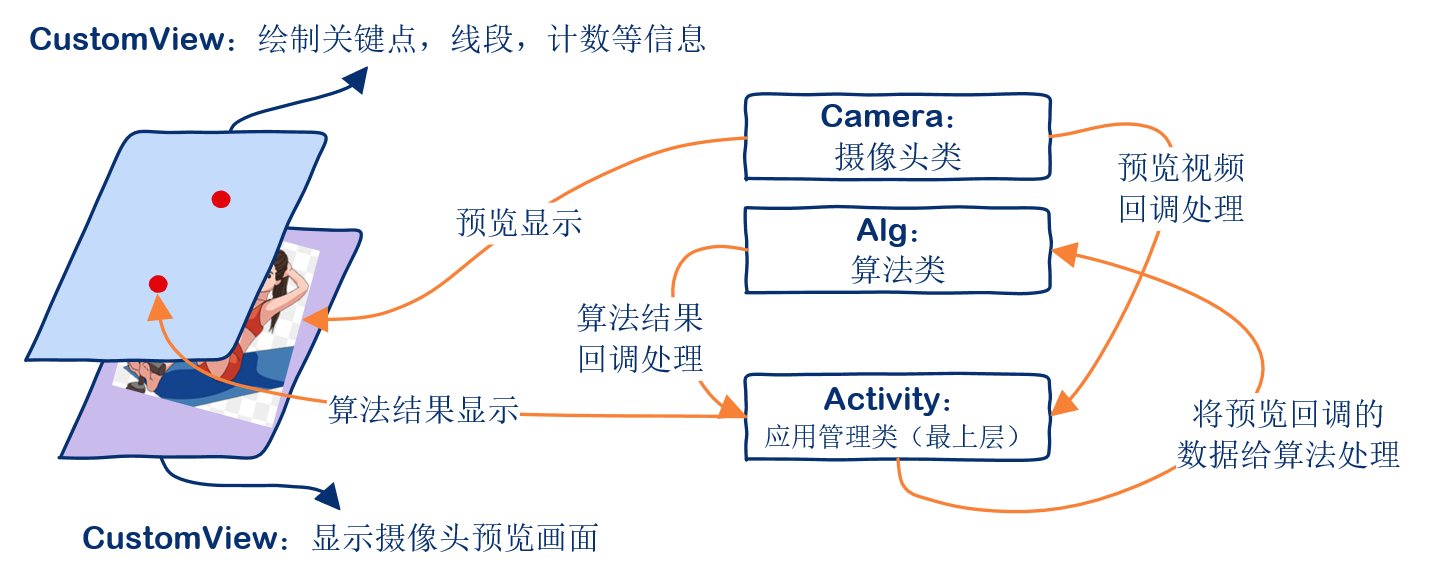 CustomView：绘制关键点，线段，计数等信息
Camera：
摄像头类
预览视频
回调处理
预览显示
Alg：
算法类
算法结果
回调处理
Activity：
应用管理类（最上层）
算法结果显示
将预览回调的
数据给算法处理
CustomView：显示摄像头预览画面